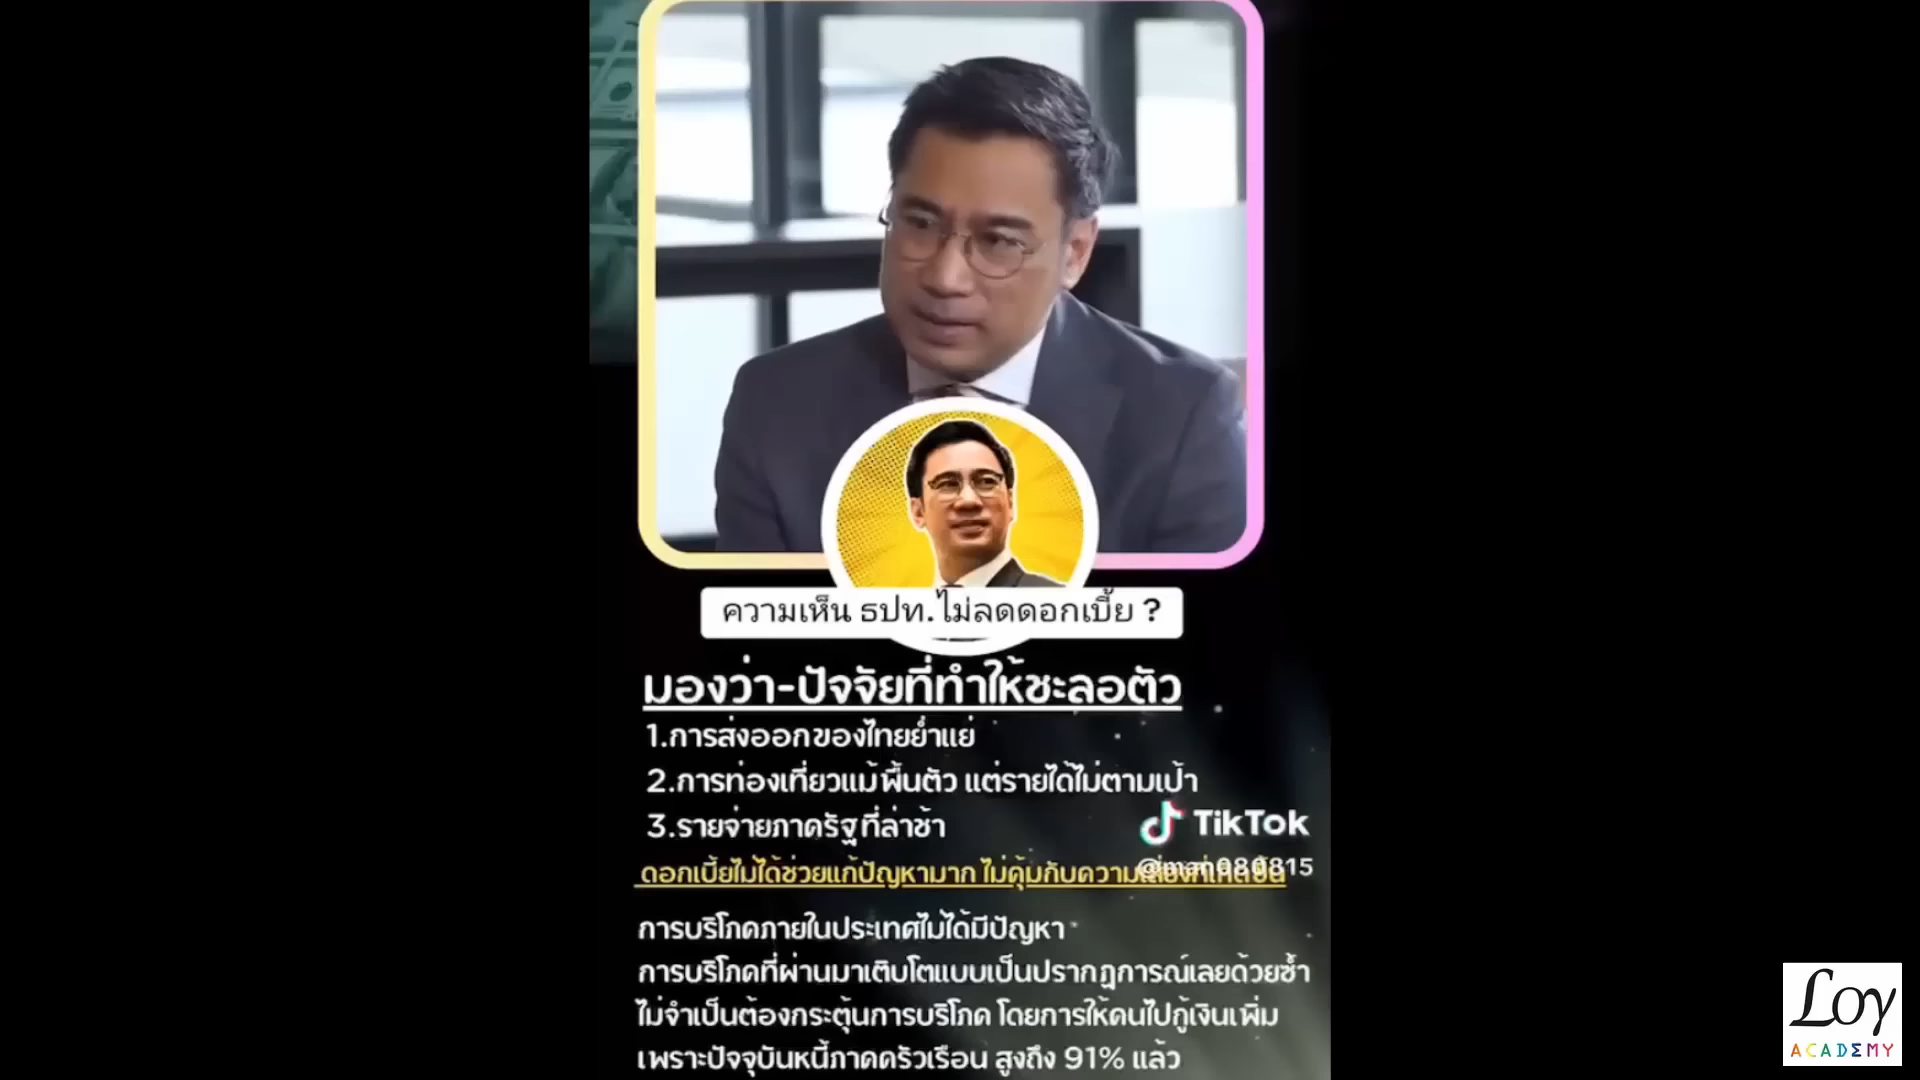 ความเห็น ธปท.ไม่ลดดอกเบี้ย ?
มองว่า-ปัจจัยที่ทำให้ชะลอตัว
1.การส่งออกของไทยย่ำแย่
2.การท่องเที่ยวแม้ฟื้นตัว แต่รายได้ไม่ตามเป้า
3.รายจ่ายภาครัฐที่ล่าช้า
TikTok
@man080815
ดอกเบี้ยไม่ได้ช่วยแก้ปัญหามาก ไม่คุ้มกับ
การบริโภคภายในประเทศไม่ได้มีปัญหา
การบริโภคที่ผ่านมาเติบโตแบบเป็นปรากฏการณ์เลยด้วยซ้ำ
ไม่จำเป็นต้องกระตุ้นการบริโภค โดยการให้คนไปกู้เงินเพิ่ม
เพราะปัจจุบันหนี้ภาคครัวเรือน สูงถึง 91% แล้ว
Loy
ACADEMY